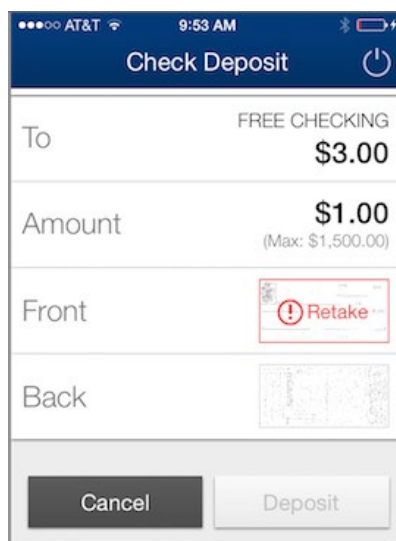 AT&T 9:53 AM
Check Deposit
To
FREE CHECKING
$3.00
Amount
$1.00
(Max: $1,500.00)
Front
Retake
Back
Cancel
Deposit